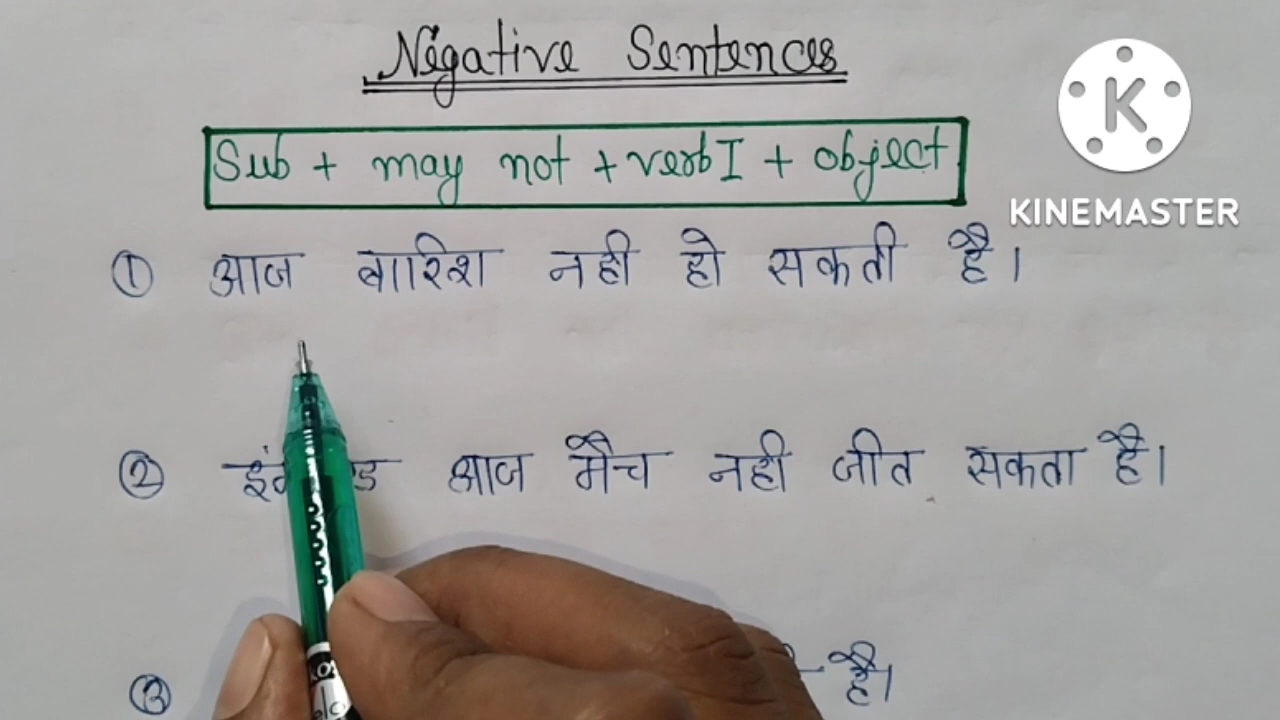 Negative Sentences
Sub + may not + verb I + object
K
KINEMASTER
① आज बारिश नही हो सकती है।
② आज मैच नही जीत सकता है।
③ है।